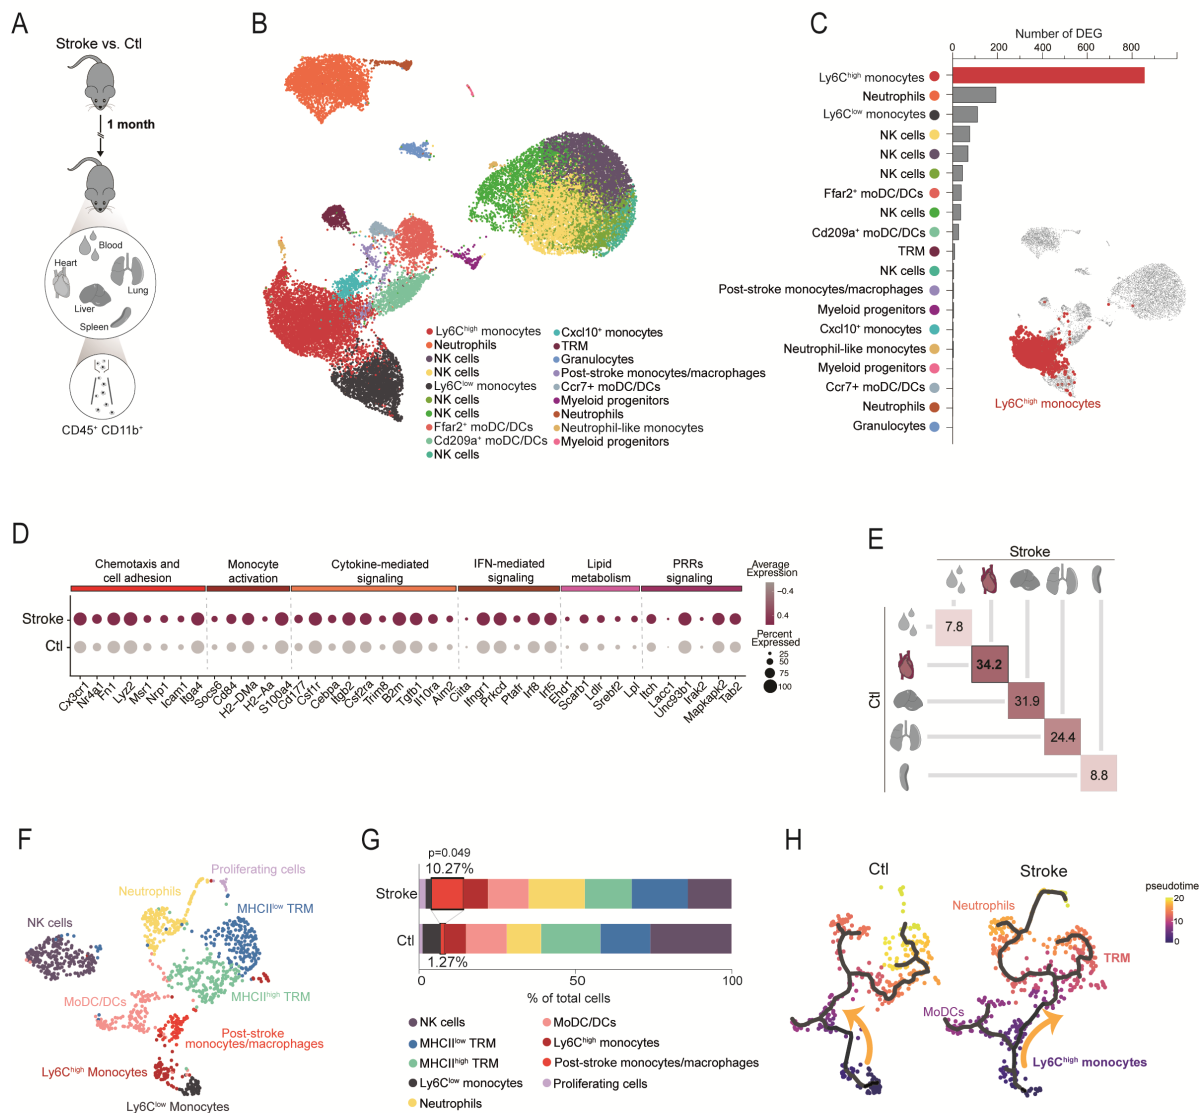 A
Stroke vs. Ctl
1 month
Blood
Heart
Lung
Liver
Spleen
CD45⁺ CD11b⁺
B
Ly6Cʰⁱᵍʰ monocytes
Neutrophils
NK cells
NK cells
Ly6Cˡᵒʷ monocytes
NK cells
NK cells
Ffar2⁺ moDC/DCs
Cd209a⁺ moDC/DCs
NK cells
Cxcl10⁺ monocytes
TRM
Granulocytes
Post-stroke monocytes/macrophages
Ccr7+ moDC/DCs
Myeloid progenitors
Neutrophils
Neutrophil-like monocytes
Myeloid progenitors
C
Number of DEG
0 200 400 600 800
Ly6Cʰⁱᵍʰ monocytes
Neutrophils
Ly6Cˡᵒʷ monocytes
NK cells
NK cells
NK cells
Ffar2⁺ moDC/DCs
NK cells
Cd209a⁺ moDC/DCs
TRM
NK cells
Post-stroke monocytes/macrophages
Myeloid progenitors
Cxcl10⁺ monocytes
Neutrophil-like monocytes
Myeloid progenitors
Ccr7+ moDC/DCs
Neutrophils
Granulocytes
Ly6Cʰⁱᵍʰ monocytes
D
Chemotaxis and
cell adhesion
Monocyte
activation
Cytokine-mediated
signaling
IFN-mediated
signaling
Lipid
metabolism
PRRs
signaling
Stroke
Ctl
Cx3cr1 Nr4a1 Fn1 Lyz2 Msr1 Nrp1 Icam1 Itga4 Socs6 Cd84 H2−DMa H2−Aa S100a4 Cd177 Csf1r Cebpa Itgb2 Csf2ra Trim8 B2m Tgfb1 Il10ra Aim2 Ciita Ifngr1 Prkcd Ptafr Irf8 Irf5 Ehd1 Scarb1 Ldlr Srebf2 Lpl Itch Lacc1 Unc93b1 Irak2 Mapkapk2 Tab2
Average
Expression
−0.4
0.4
Percent
Expressed
25
50
75
100
E
Stroke
Ctl
7.8
34.2
31.9
24.4
8.8
F
Proliferating cells
Neutrophils
MHCIIˡᵒʷ TRM
NK cells
MHCIIʰⁱᵍʰ TRM
MoDC/DCs
Post-stroke
monocytes/macrophages
Ly6Cʰⁱᵍʰ Monocytes
Ly6Cˡᵒʷ Monocytes
G
p=0.049
10.27%
Stroke
Ctl
1.27%
0 50 100
% of total cells
NK cells
MHCIIˡᵒʷ TRM
MHCIIʰⁱᵍʰ TRM
Ly6Cˡᵒʷ monocytes
Neutrophils
MoDC/DCs
Ly6Cʰⁱᵍʰ monocytes
Post-stroke monocytes/macrophages
Proliferating cells
H
Ctl
Stroke
pseudotime
20
10
0
Neutrophils
TRM
MoDCs
Ly6Cʰⁱᵍʰ monocytes